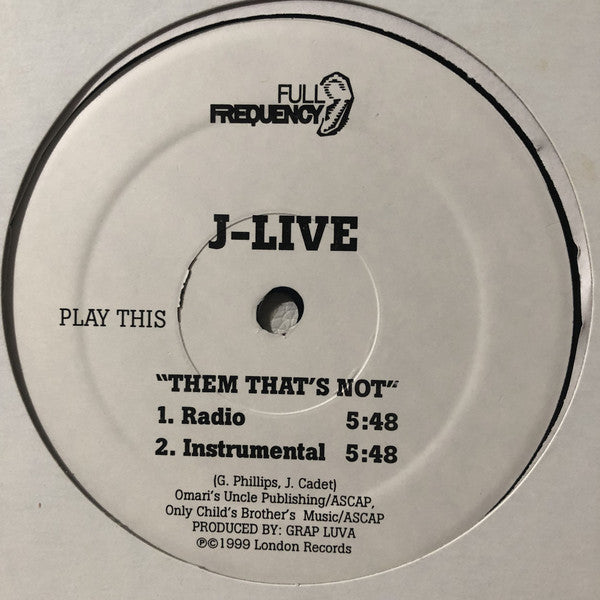 FULL
FREQUENCY
J-LIVE
PLAY THIS
"THEM THAT'S NOT"
1. Radio 5:48
2. Instrumental 5:48
(G. Phillips, J. Cadet)
Omari's Uncle Publishing/ASCAP,
Only Child's Brother's Music/ASCAP
PRODUCED BY: GRAP LUVA
℗©1999 London Records